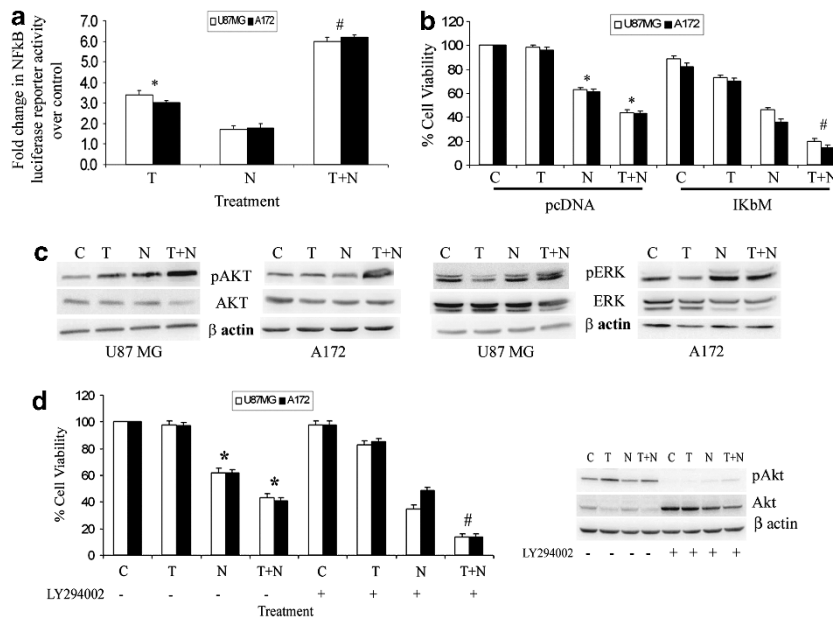 a
U87MG A172
#
6.0
5.0
4.0
3.0
2.0
1.0
0.0
*
Fold change in NFkB
luciferase reporter activity
over control
T N T+N
Treatment
b
U87MG A172
120
100
80
60
40
20
0
% Cell Viability
* * #
C T N T+N C T N T+N
pcDNA IKbM
c
C T N T+N C T N T+N C T N T+N C T N T+N
pAKT pERK
AKT ERK
β actin β actin
U87 MG A172 U87 MG A172
d
U87MG A172
120
100
80
60
40
20
0
% Cell Viability
* * #
C T N T+N C T N T+N
LY294002 - - - - + + + +
Treatment
C T N T+N C T N T+N
pAkt
Akt
β actin
LY294002 - - - - + + + +